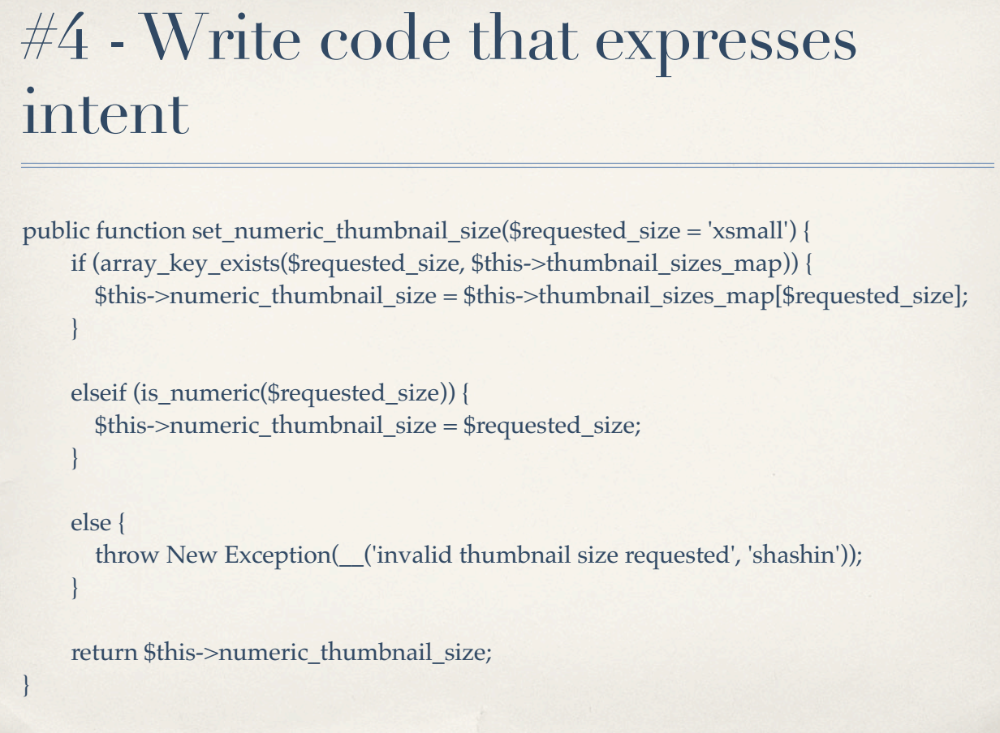 #4 - Write code that expresses
intent
public function set_numeric_thumbnail_size($requested_size = 'xsmall') {
if (array_key_exists($requested_size, $this->thumbnail_sizes_map)) {
$this->numeric_thumbnail_size = $this->thumbnail_sizes_map[$requested_size];
}
elseif (is_numeric($requested_size)) {
$this->numeric_thumbnail_size = $requested_size;
}
else {
throw New Exception(__('invalid thumbnail size requested', 'shashin'));
}
return $this->numeric_thumbnail_size;
}